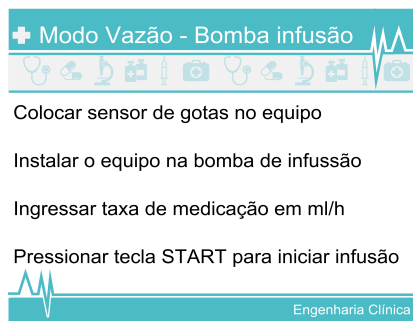 Modo Vazão - Bomba infusão
Colocar sensor de gotas no equipo
Instalar o equipo na bomba de infussão
Ingressar taxa de medicação em ml/h
Pressionar tecla START para iniciar infusão
Engenharia Clínica